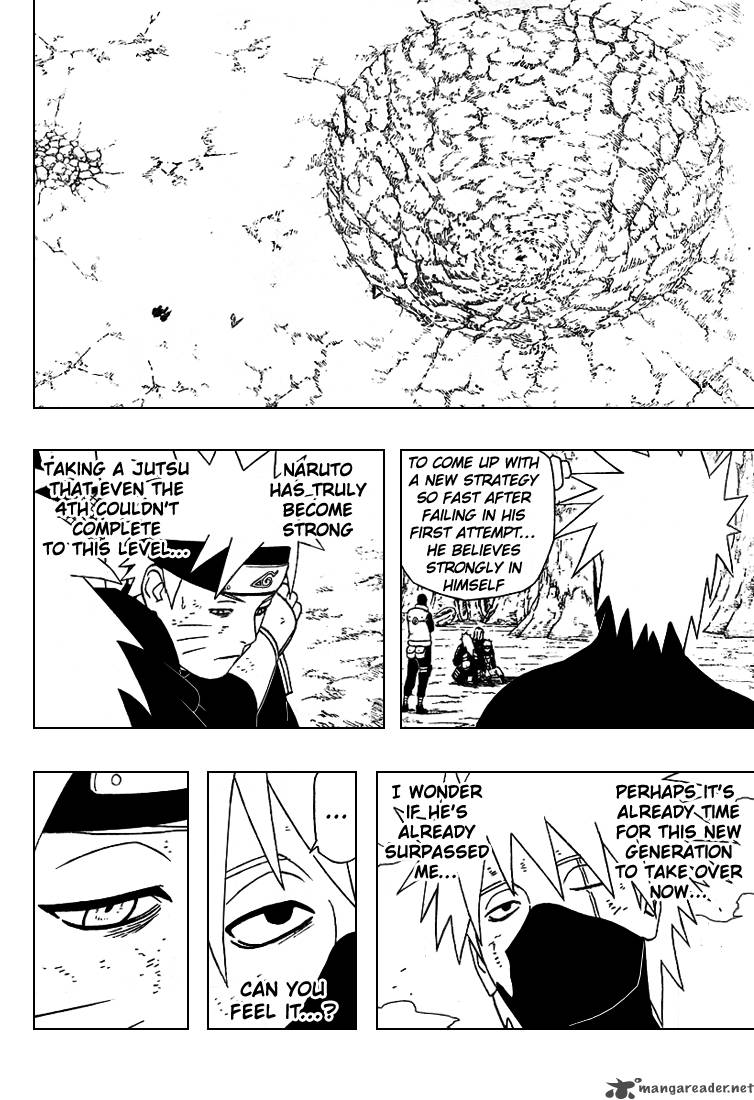 TO COME UP WITH
A NEW STRATEGY
SO FAST AFTER
FAILING IN HIS
FIRST ATTEMPT...
HE BELIEVES
STRONGLY IN
HIMSELF
NARUTO
HAS TRULY
BECOME
STRONG
TAKING A JUTSU
THAT EVEN THE
4TH COULDN'T
COMPLETE
TO THIS LEVEL...
PERHAPS IT'S
ALREADY TIME
FOR THIS NEW
GENERATION
TO TAKE OVER
NOW...
I WONDER
IF HE'S
ALREADY
SURPASSED
ME...
...
CAN YOU
FEEL IT...?
mangareader.net